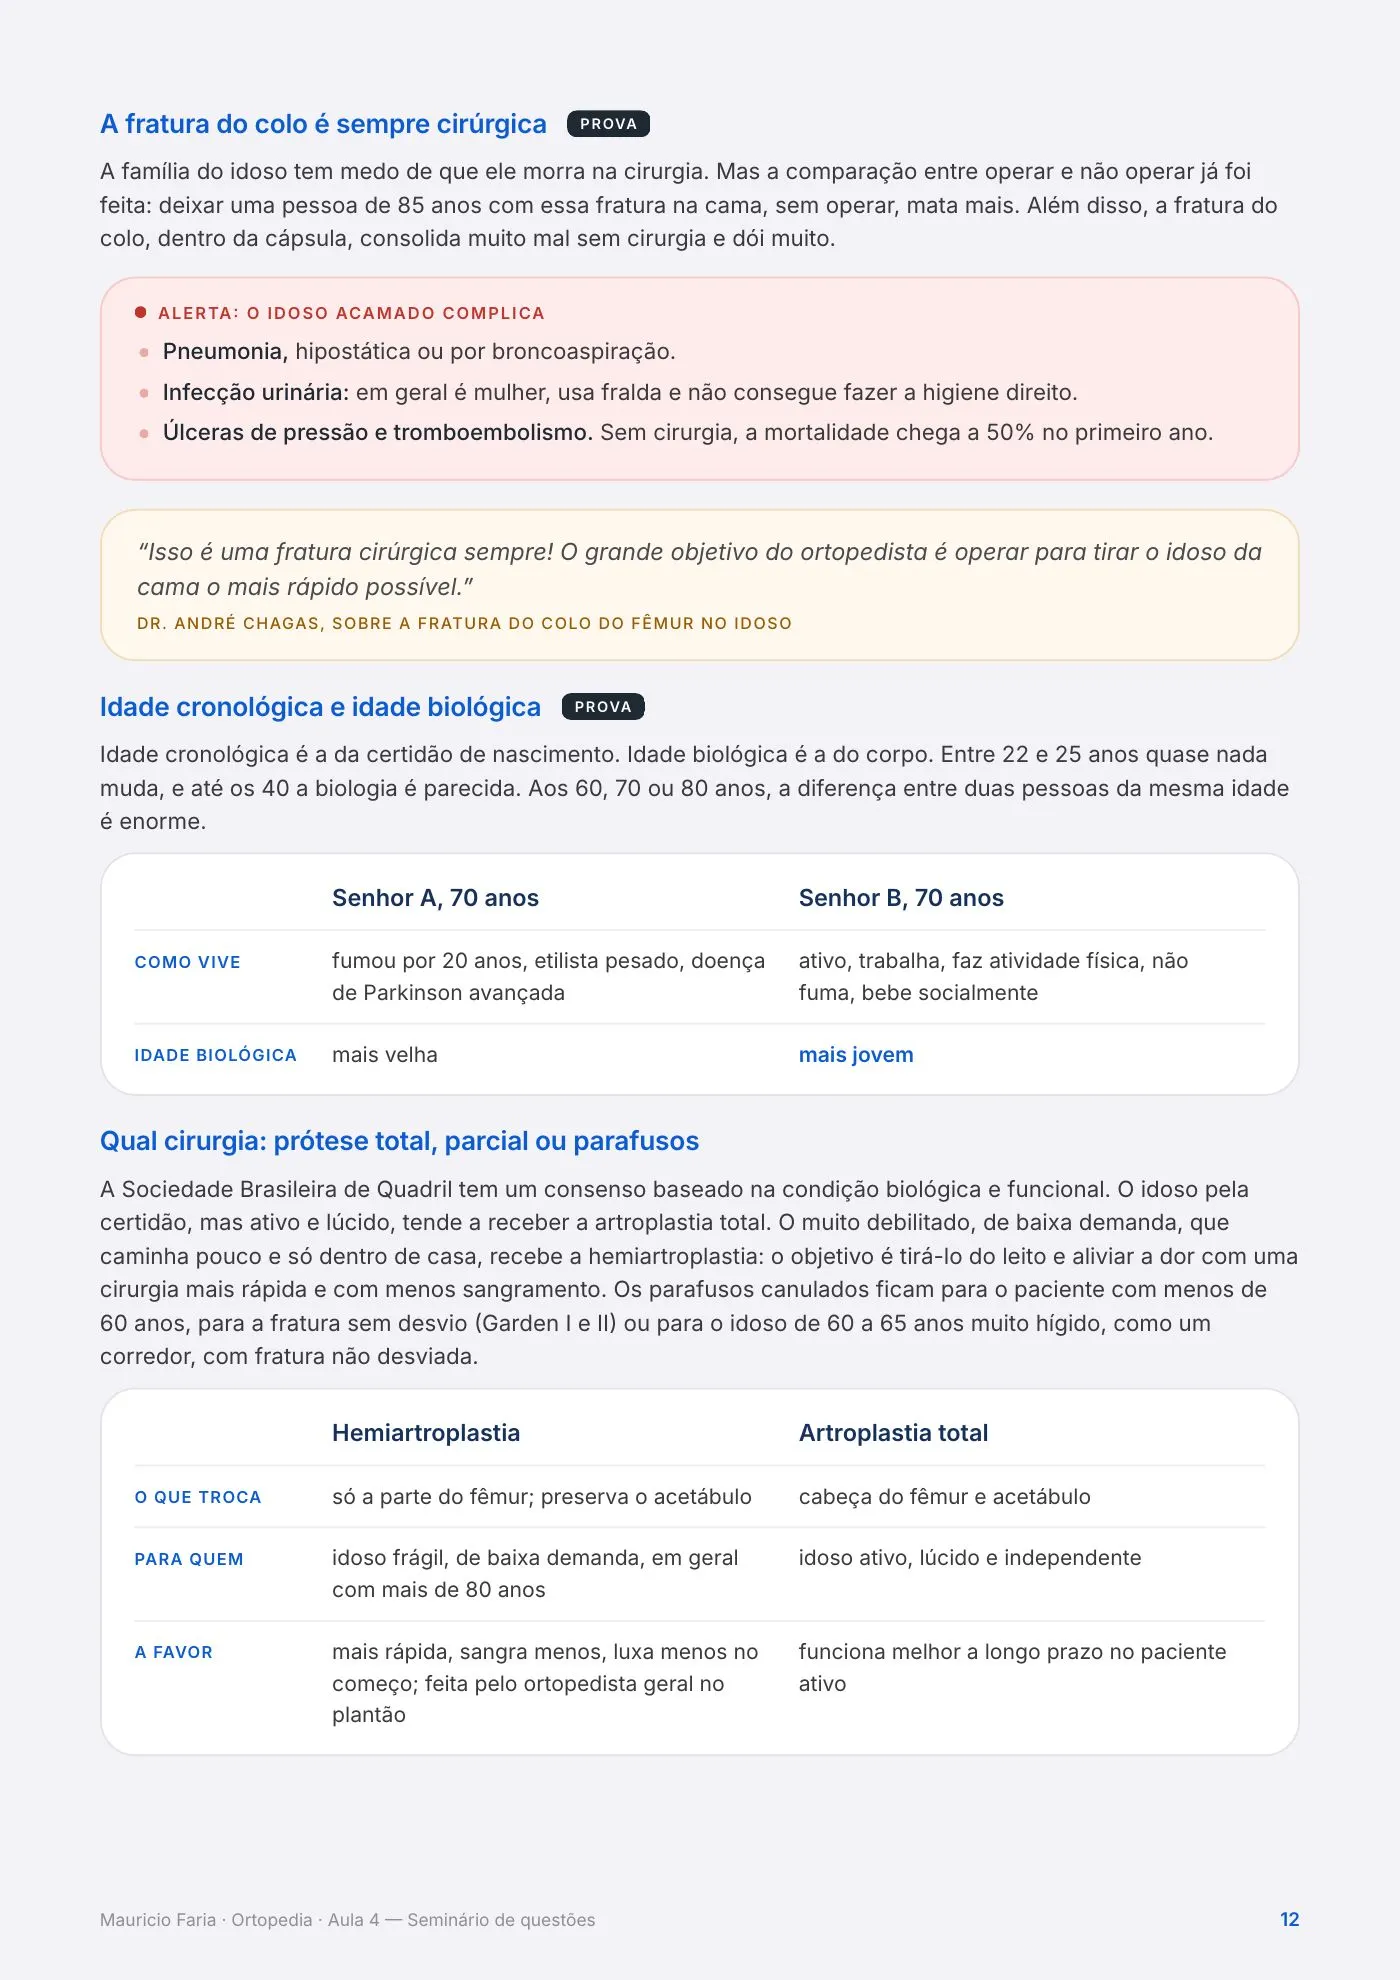 A fratura do colo é sempre cirúrgica PROVA
A família do idoso tem medo de que ele morra na cirurgia. Mas a comparação entre operar e não operar já foi
feita: deixar uma pessoa de 85 anos com essa fratura na cama, sem operar, mata mais. Além disso, a fratura do
colo, dentro da cápsula, consolida muito mal sem cirurgia e dói muito.
ALERTA: O IDOSO ACAMADO COMPLICA
Pneumonia, hipostática ou por broncoaspiração.
Infecção urinária: em geral é mulher, usa fralda e não consegue fazer a higiene direito.
Úlceras de pressão e tromboembolismo. Sem cirurgia, a mortalidade chega a 50% no primeiro ano.
“Isso é uma fratura cirúrgica sempre! O grande objetivo do ortopedista é operar para tirar o idoso da
cama o mais rápido possível.”
DR. ANDRÉ CHAGAS, SOBRE A FRATURA DO COLO DO FÊMUR NO IDOSO
Idade cronológica e idade biológica PROVA
Idade cronológica é a da certidão de nascimento. Idade biológica é a do corpo. Entre 22 e 25 anos quase nada
muda, e até os 40 a biologia é parecida. Aos 60, 70 ou 80 anos, a diferença entre duas pessoas da mesma idade
é enorme.
Senhor A, 70 anos Senhor B, 70 anos
COMO VIVE fumou por 20 anos, etilista pesado, doença ativo, trabalha, faz atividade física, não
de Parkinson avançada fuma, bebe socialmente
IDADE BIOLÓGICA mais velha mais jovem
Qual cirurgia: prótese total, parcial ou parafusos
A Sociedade Brasileira de Quadril tem um consenso baseado na condição biológica e funcional. O idoso pela
certidão, mas ativo e lúcido, tende a receber a artroplastia total. O muito debilitado, de baixa demanda, que
caminha pouco e só dentro de casa, recebe a hemiartroplastia: o objetivo é tirá-lo do leito e aliviar a dor com uma
cirurgia mais rápida e com menos sangramento. Os parafusos canulados ficam para o paciente com menos de
60 anos, para a fratura sem desvio (Garden I e II) ou para o idoso de 60 a 65 anos muito hígido, como um
corredor, com fratura não desviada.
Hemiartroplastia Artroplastia total
O QUE TROCA só a parte do fêmur; preserva o acetábulo cabeça do fêmur e acetábulo
PARA QUEM idoso frágil, de baixa demanda, em geral idoso ativo, lúcido e independente
com mais de 80 anos
A FAVOR mais rápida, sangra menos, luxa menos no funciona melhor a longo prazo no paciente
começo; feita pelo ortopedista geral no ativo
plantão
Mauricio Faria · Ortopedia · Aula 4 — Seminário de questões 12